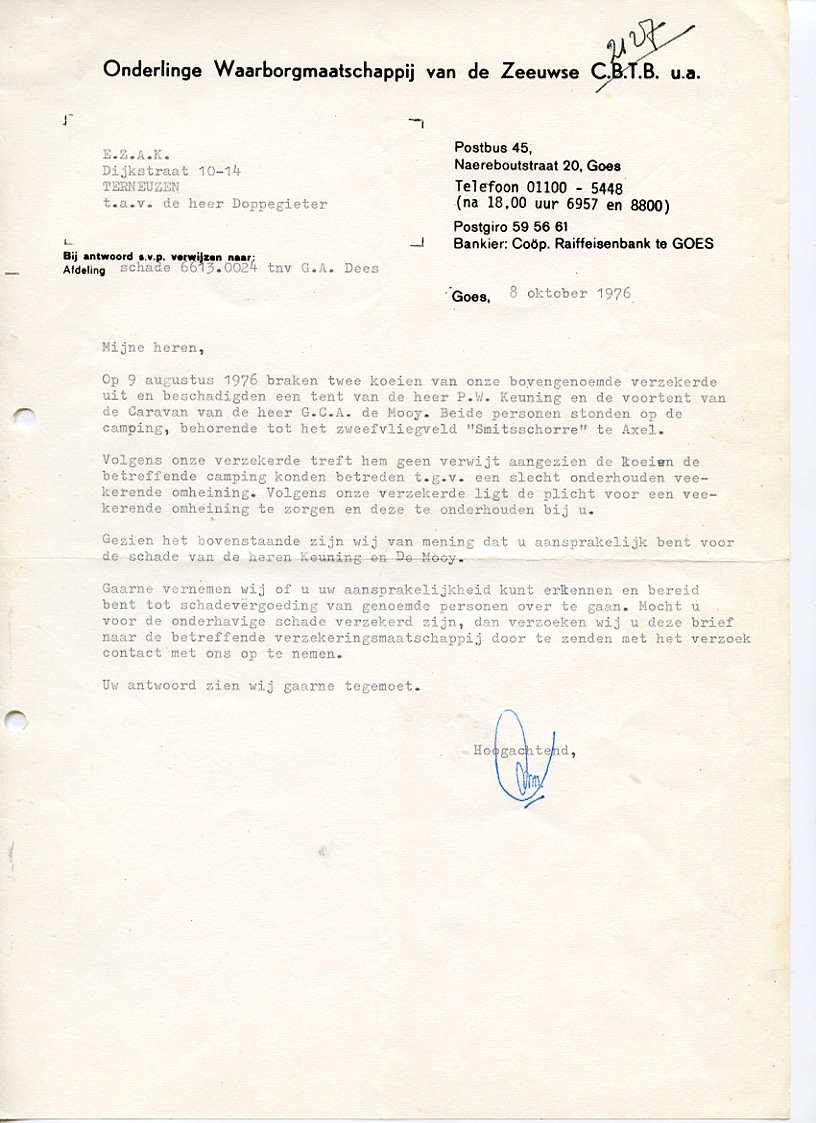 2127
Onderlinge Waarborgmaatschappij van de Zeeuwse C.B.T.B. u.a.
E.Z.A.K.
Dijkstraat 10-14
TERNEUZEN
t.a.v. de heer Doppegieter
Postbus 45,
Naereboutstraat 20, Goes
Telefoon 01100 - 5448
(na 18,00 uur 6957 en 8800)
Postgiro 59 56 61
Bankier: Coöp. Raiffeisenbank te GOES
Bij antwoord s.v.p. verwijzen naar:
Afdeling schade 6613.0024 tnv G.A. Dees
Goes, 8 oktober 1976
Mijne heren,
Op 9 augustus 1976 braken twee koeien van onze bovengenoemde verzekerde
uit en beschadigden een tent van de heer P.W. Keuning en de voortent van
de Caravan van de heer G.C.A. de Mooy. Beide personen stonden op de
camping, behorende tot het zweefvliegveld "Smitsschorre" te Axel.
Volgens onze verzekerde treft hem geen verwijt aangezien de koeien de
betreffende camping konden betreden t.g.v. een slecht onderhouden vee-
kerende omheining. Volgens onze verzekerde ligt de plicht voor een vee-
kerende omheining te zorgen en deze te onderhouden bij u.
Gezien het bovenstaande zijn wij van mening dat u aansprakelijk bent voor
de schade van de heren Keuning en De Mooy.
Gaarne vernemen wij of u uw aansprakelijkheid kunt erkennen en bereid
bent tot schadevergoeding van genoemde personen over te gaan. Mocht u
voor de onderhavige schade verzekerd zijn, dan verzoeken wij u deze brief
naar de betreffende verzekeringsmaatschappij door te zenden met het verzoek
contact met ons op te nemen.
Uw antwoord zien wij gaarne tegemoet.
Hoogachtend,